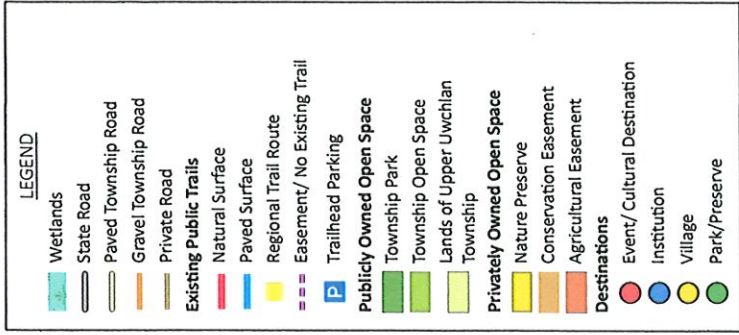 LEGEND
Wetlands
State Road
Paved Township Road
Gravel Township Road
Private Road
Existing Public Trails
Natural Surface
Paved Surface
Regional Trail Route
Easement/ No Existing Trail
P Trailhead Parking
Publicly Owned Open Space
Township Park
Township Open Space
Lands of Upper Uwchlan
Township
Privately Owned Open Space
Nature Preserve
Conservation Easement
Agricultural Easement
Destinations
Event/ Cultural Destination
Institution
Village
Park/Preserve